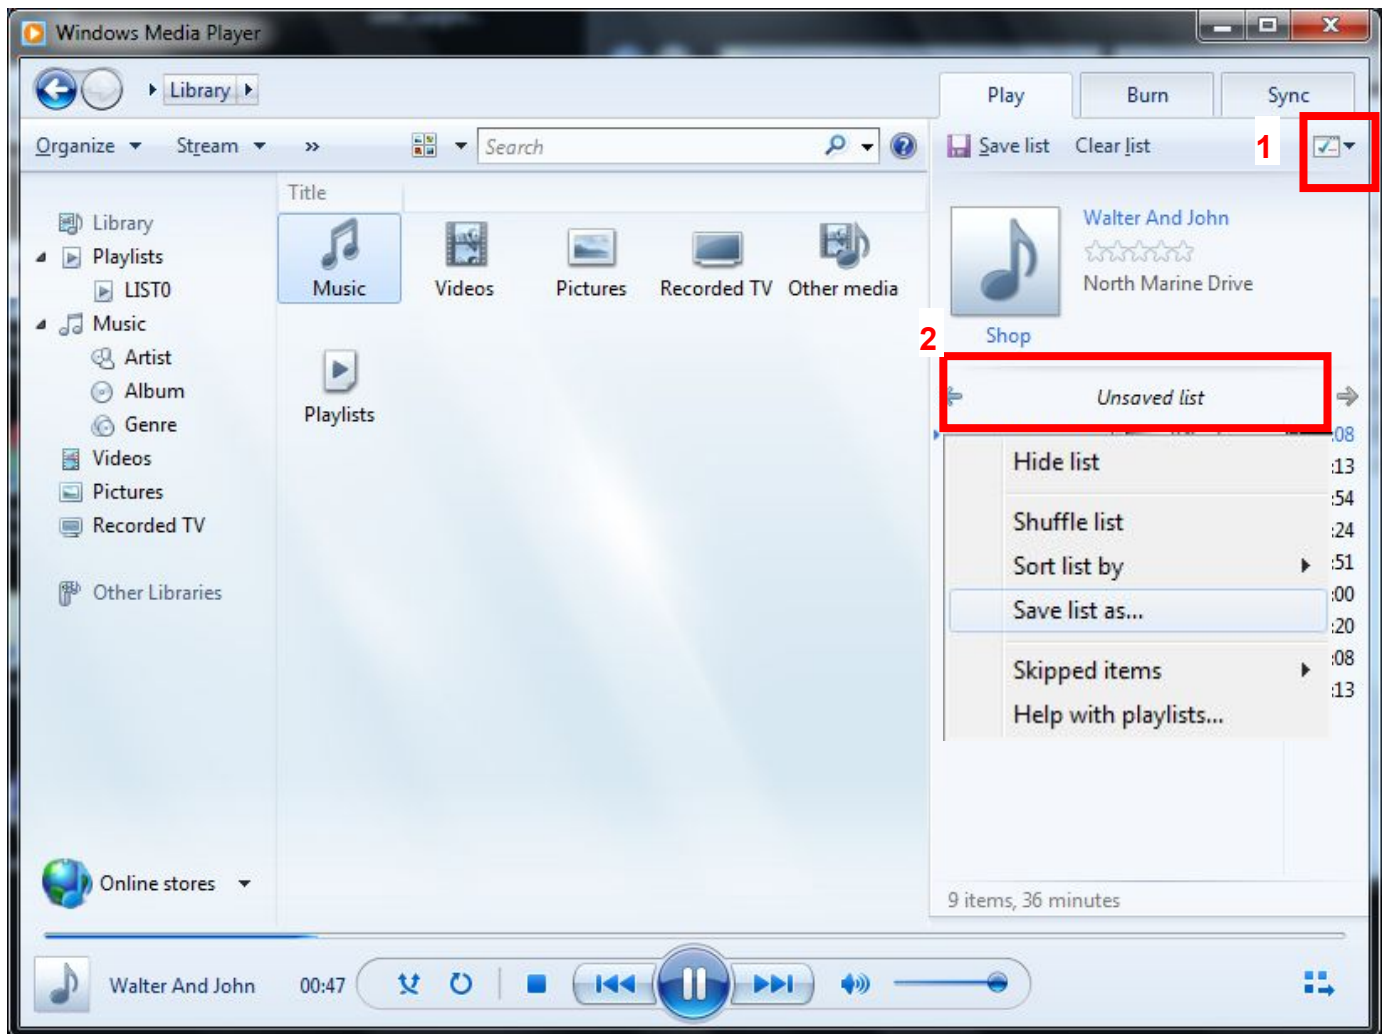 Windows Media Player
Library
Play Burn Sync
Organize Stream »
Search
Save list Clear list
1
Title
Library
Playlists
LIST0
Music
Artist
Album
Genre
Videos
Pictures
Recorded TV
Other Libraries
Music Videos Pictures Recorded TV Other media
Playlists
Walter And John
North Marine Drive
Shop
2
Unsaved list
:08
:13
:54
:24
:51
:00
:20
:08
:13
Hide list
Shuffle list
Sort list by
Save list as...
Skipped items
Help with playlists...
Online stores
9 items, 36 minutes
Walter And John 00:47